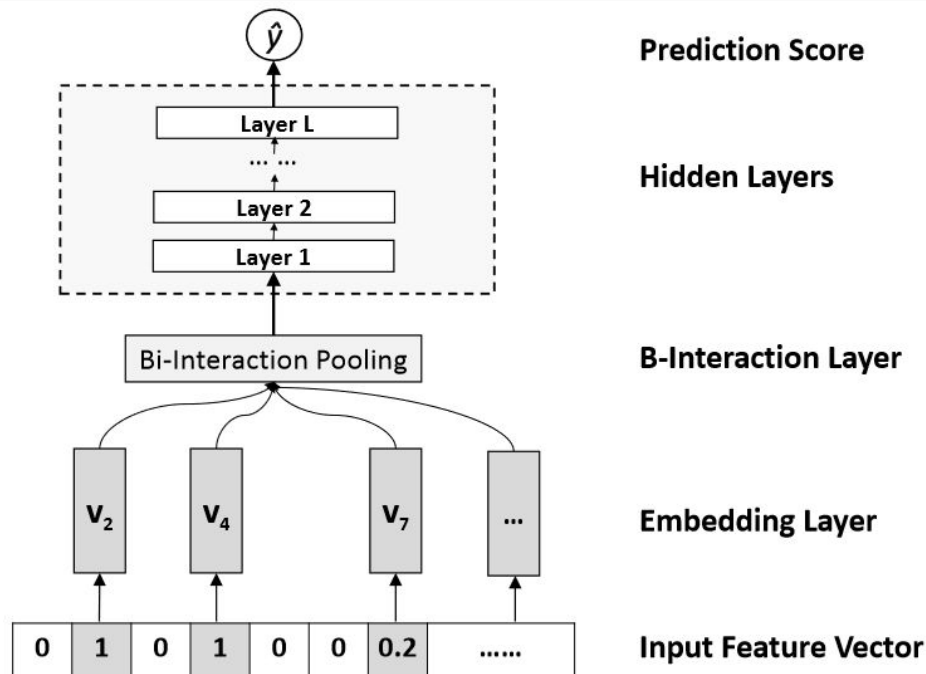 ŷ
Prediction Score
Layer L
... ...
Hidden Layers
Layer 2
Layer 1
Bi-Interaction Pooling
B-Interaction Layer
v2 v4 v7 ...
Embedding Layer
0 1 0 1 0 0 0.2 ......
Input Feature Vector